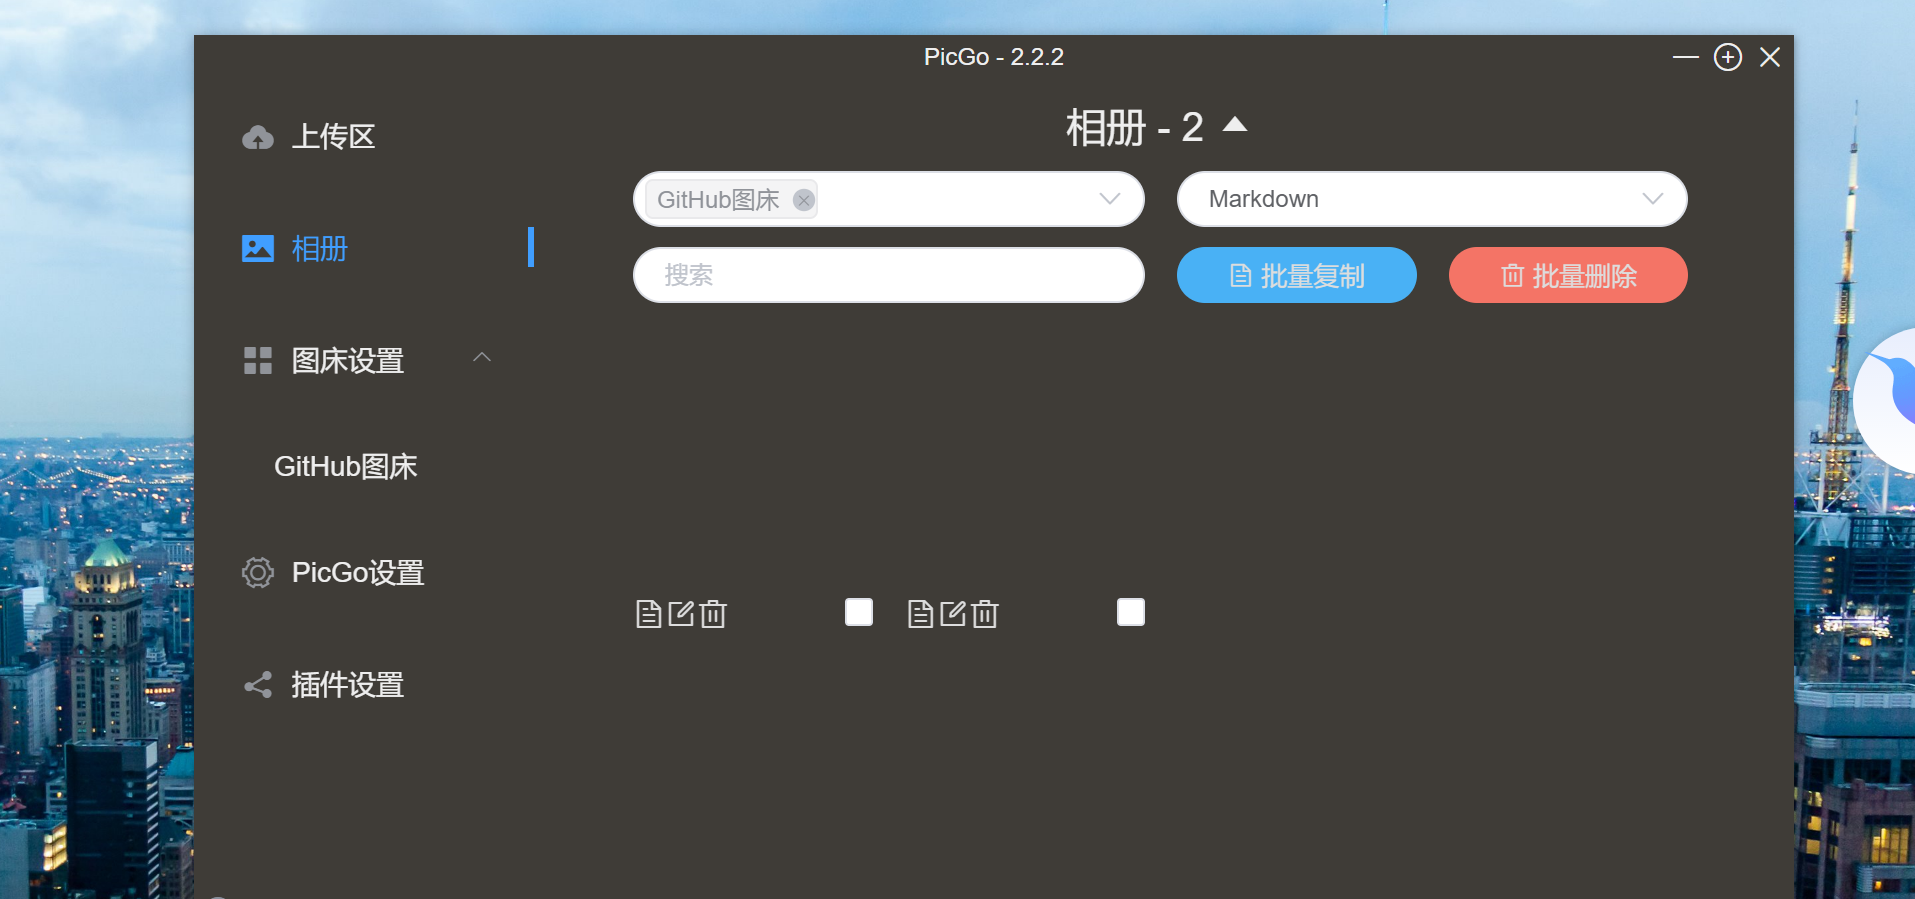 PicGo - 2.2.2
上传区
相册
图床设置
GitHub图床
PicGo设置
插件设置
相册 - 2
GitHub图床
Markdown
搜索
批量复制
批量删除